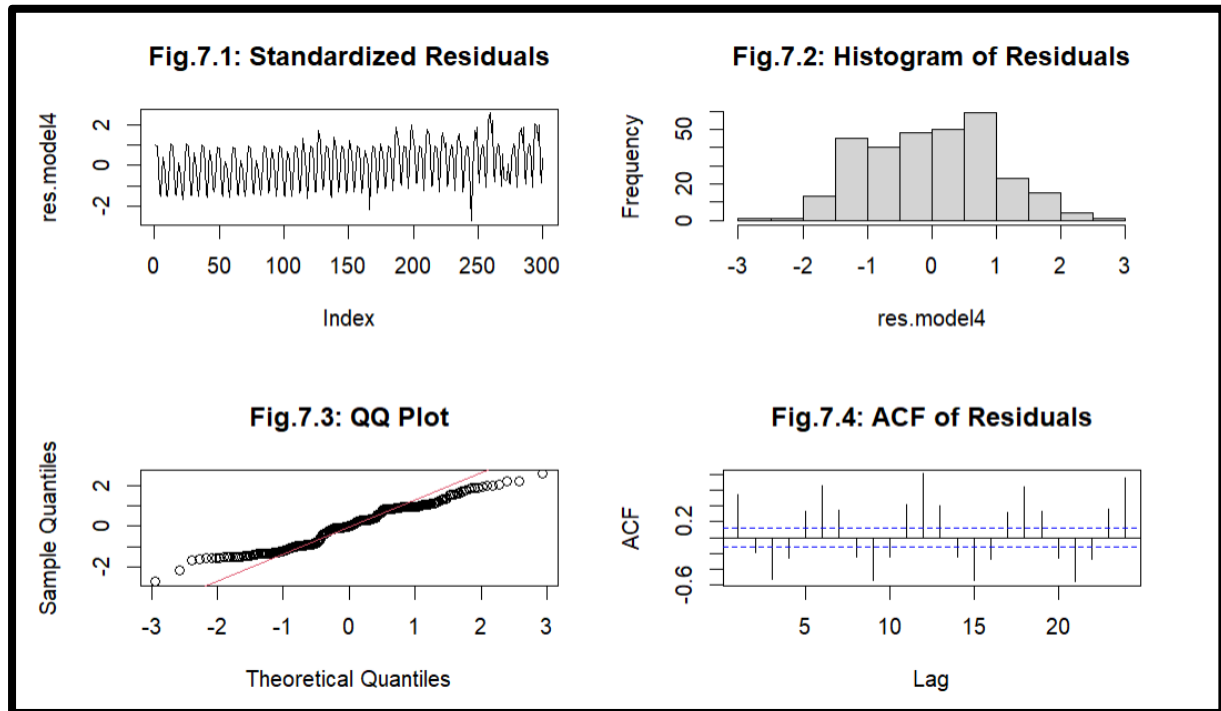 Fig.7.1: Standardized Residuals
res.model4
2
0
-2
0 50 100 150 200 250 300
Index
Fig.7.2: Histogram of Residuals
Frequency
50
20
0
-3 -2 -1 0 1 2 3
res.model4
Fig.7.3: QQ Plot
Sample Quantiles
2
0
-2
-3 -2 -1 0 1 2 3
Theoretical Quantiles
Fig.7.4: ACF of Residuals
ACF
0.2
-0.6
5 10 15 20
Lag